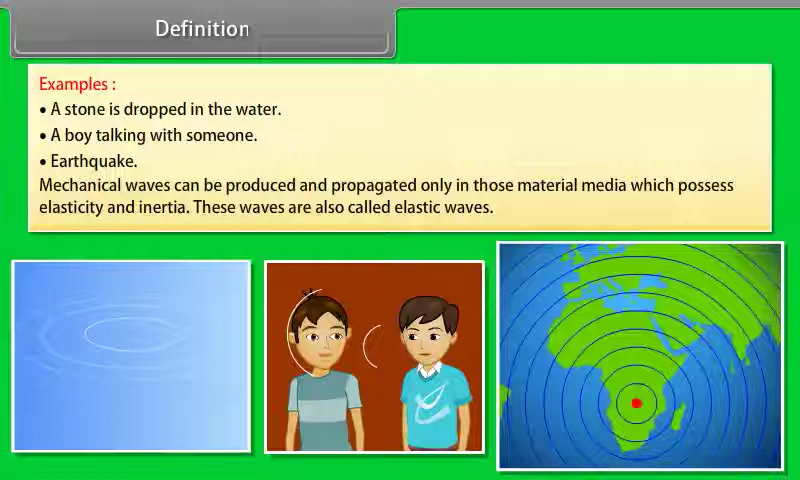 Definition
Examples :
• A stone is dropped in the water.
• A boy talking with someone.
• Earthquake.
Mechanical waves can be produced and propagated only in those material media which possess
elasticity and inertia. These waves are also called elastic waves.